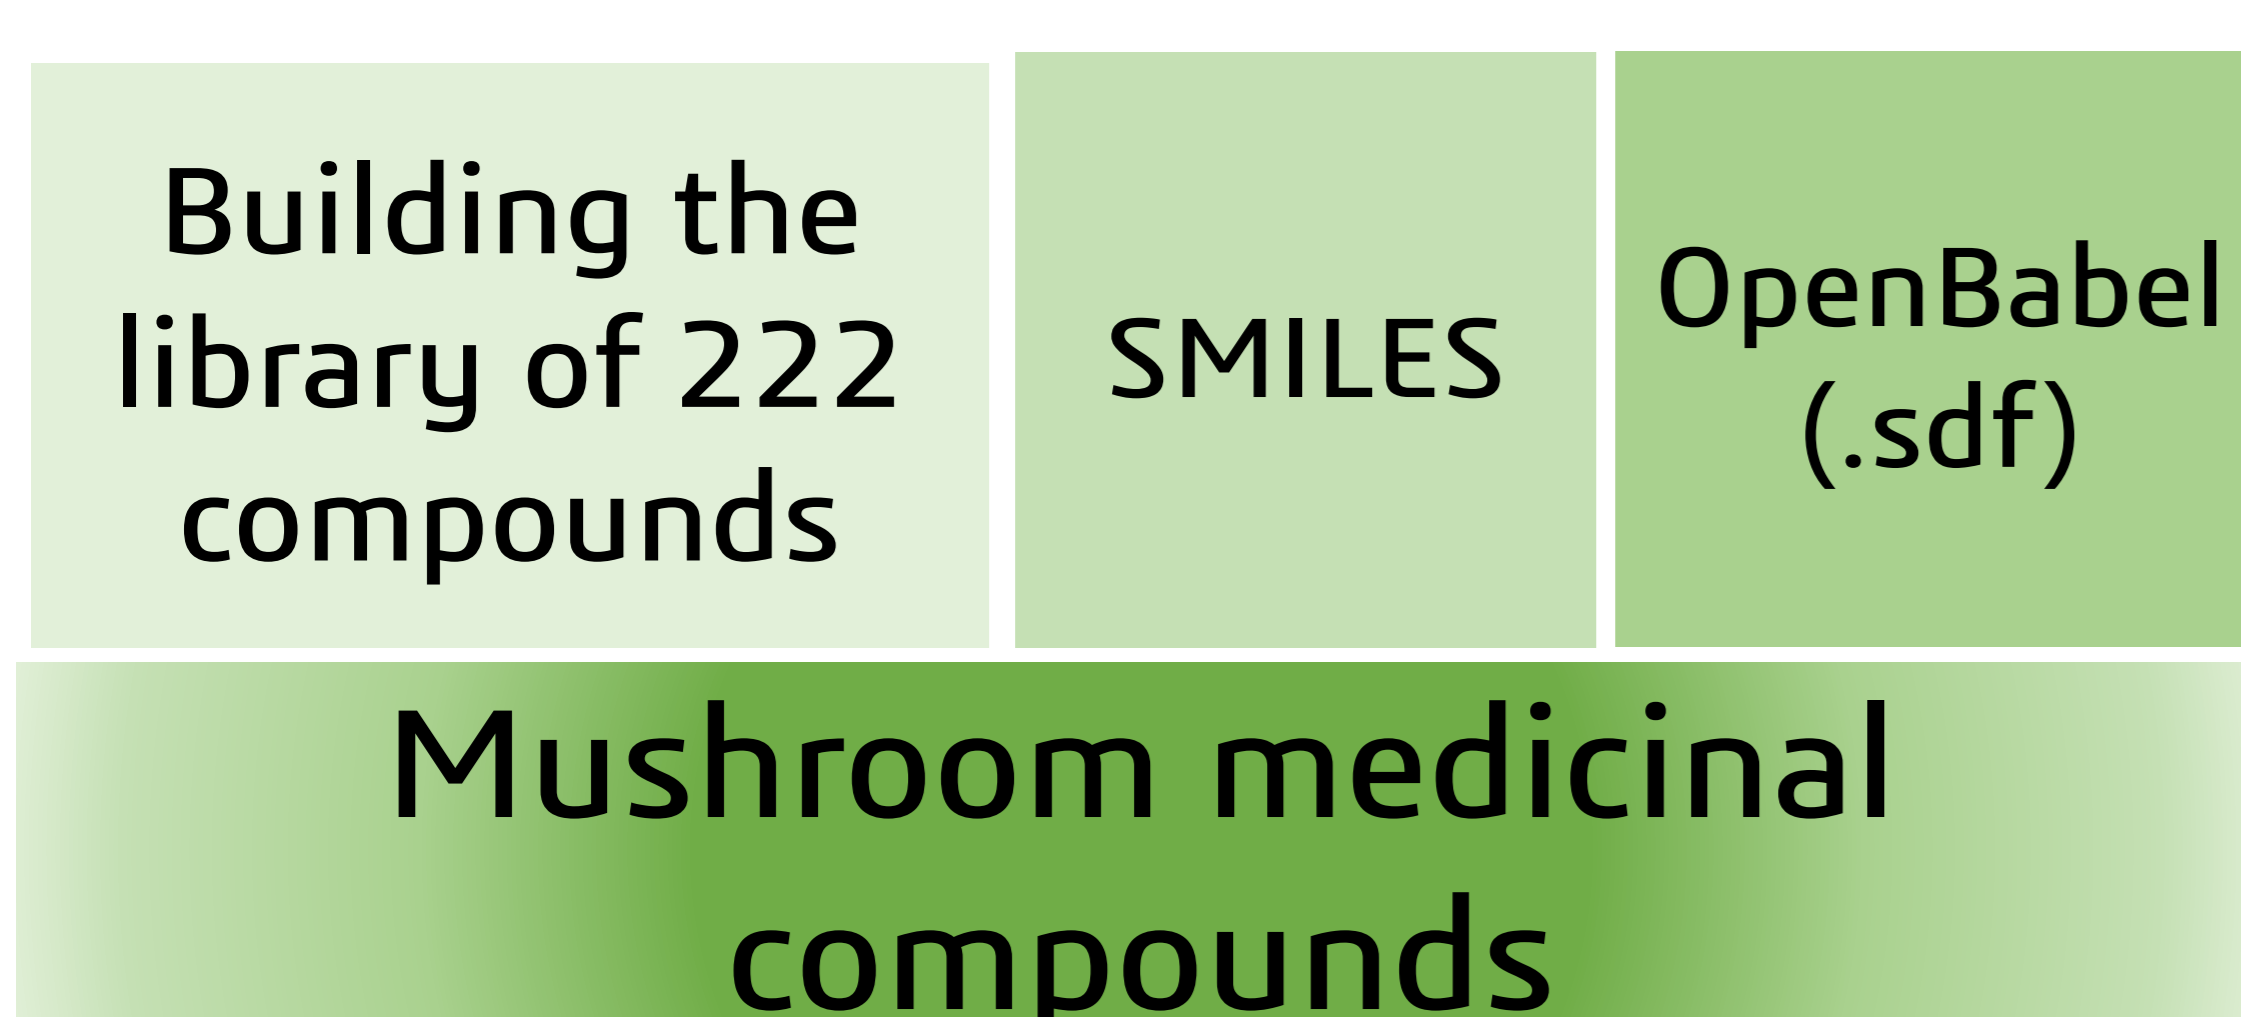 Building the
library of 222
compounds
SMILES
OpenBabel
(.sdf)
Mushroom medicinal
compounds